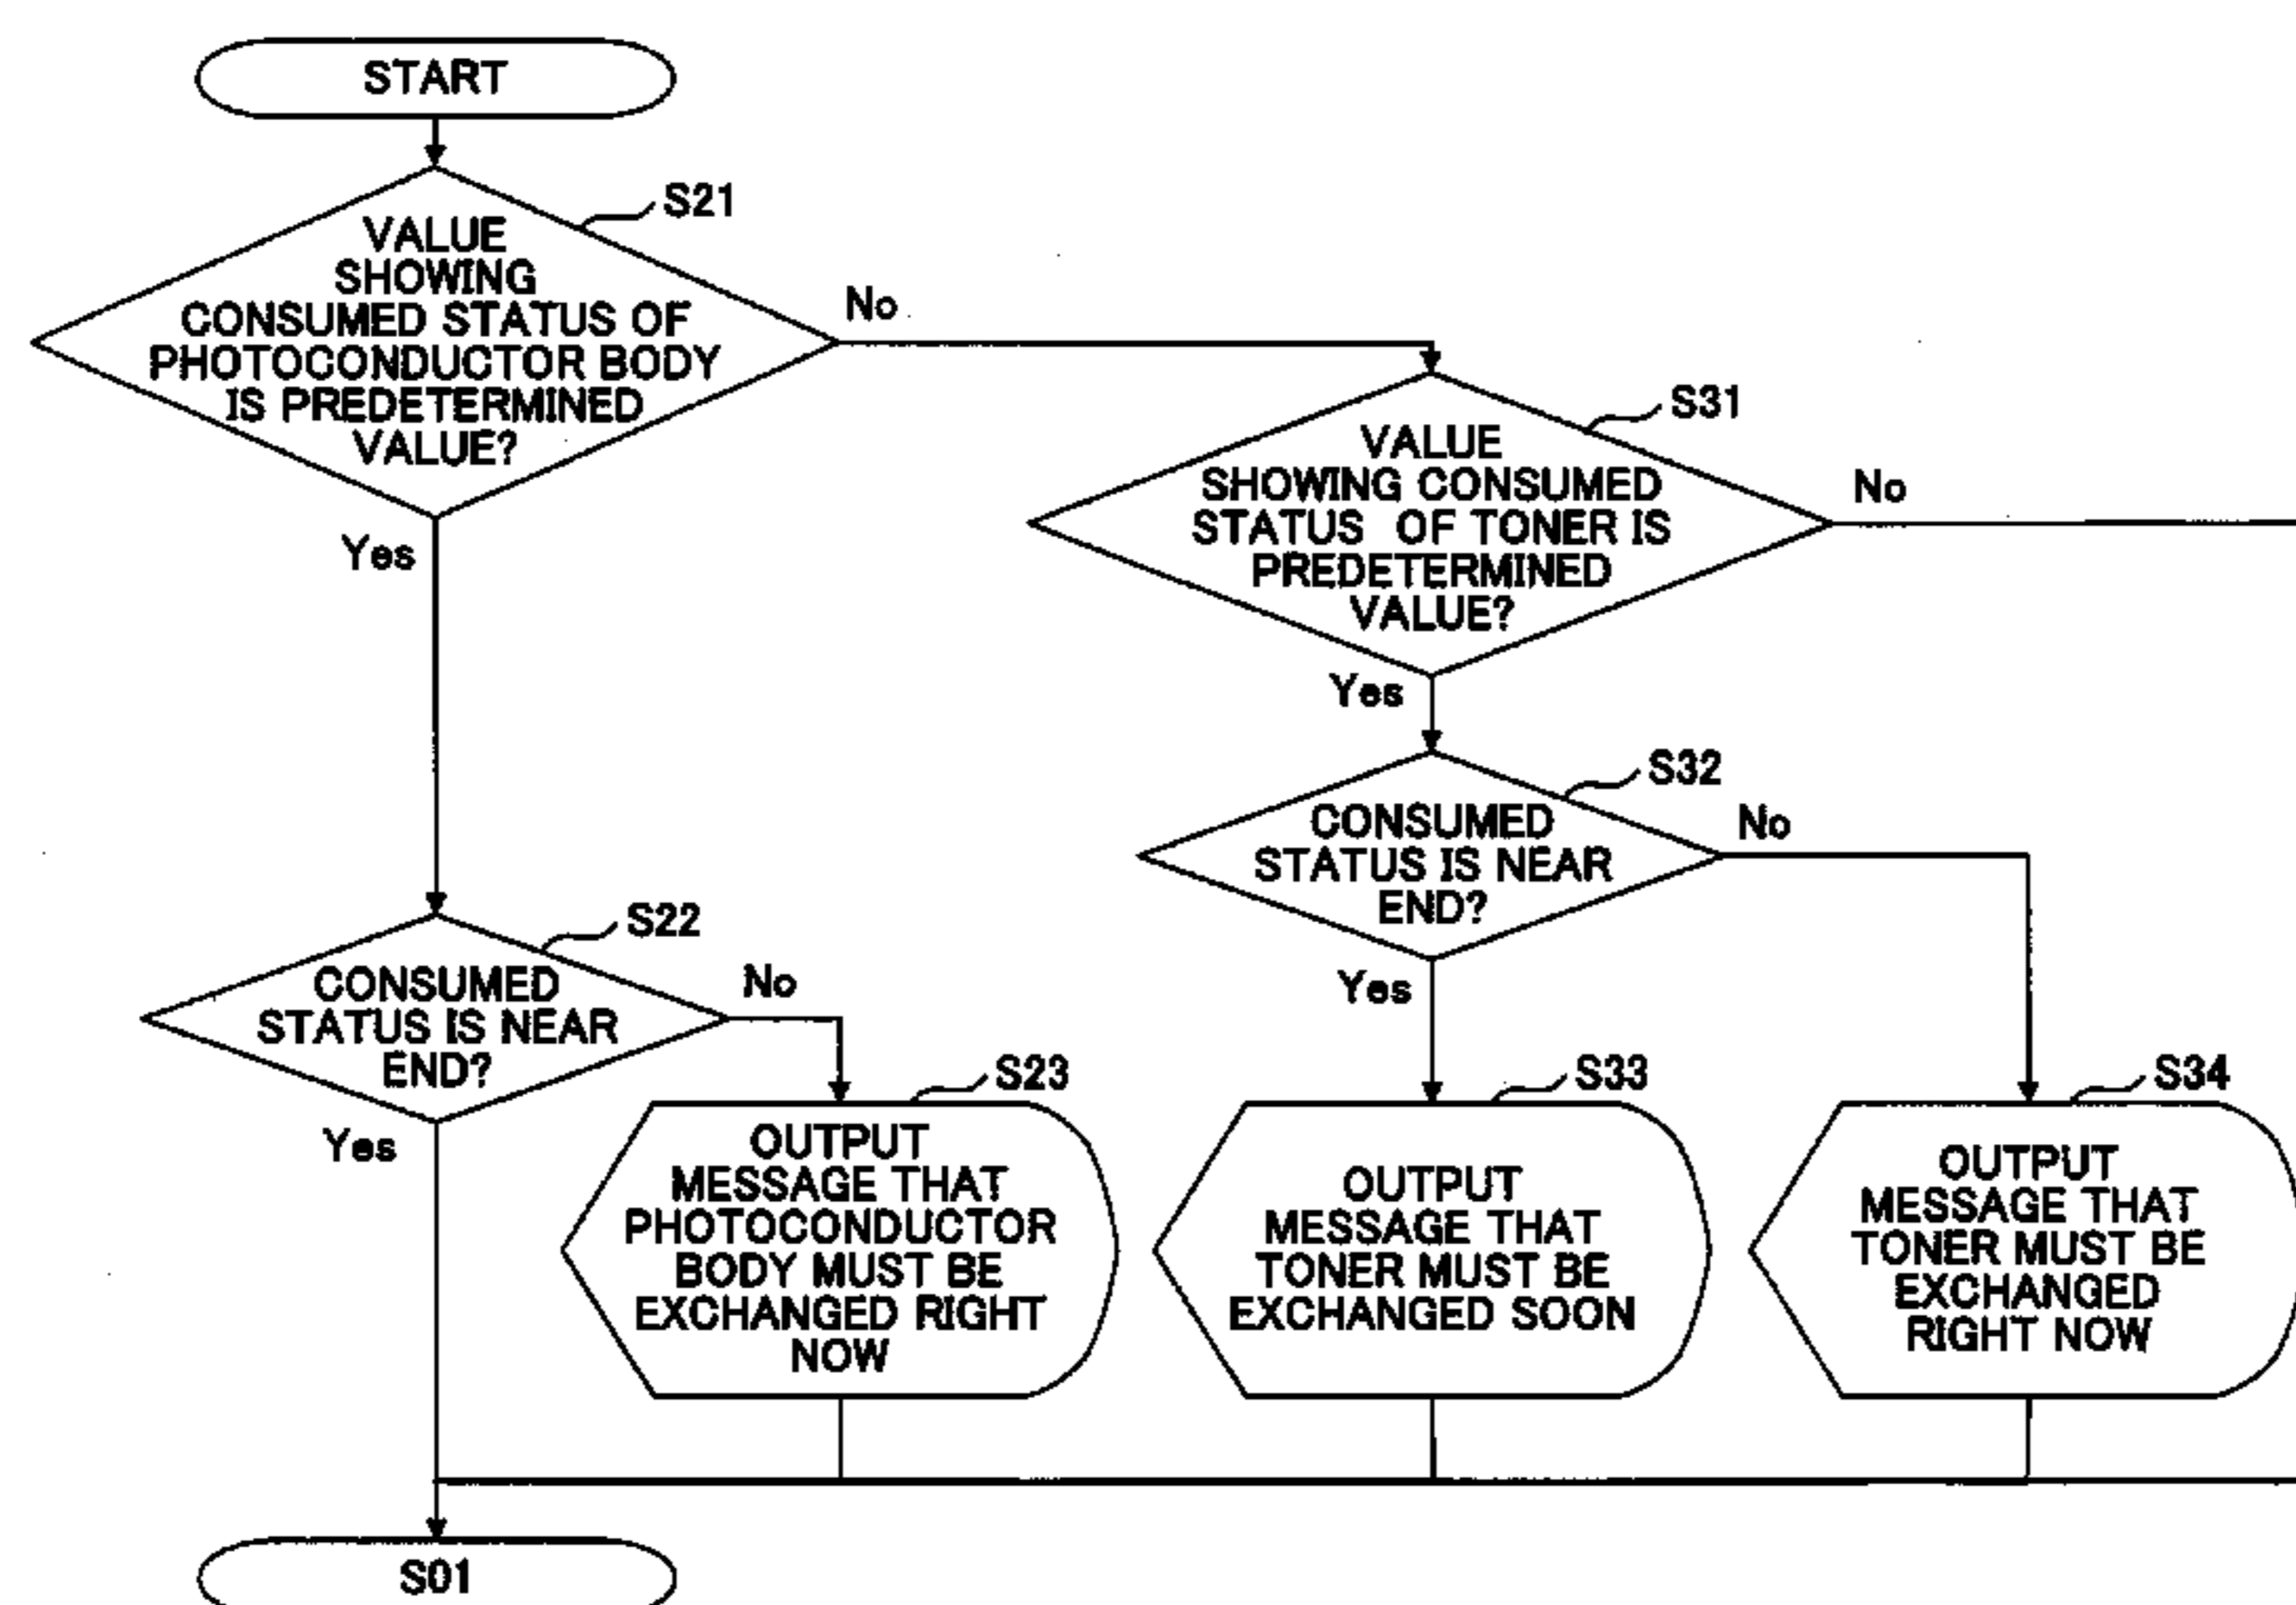 START
S21
VALUE
SHOWING
CONSUMED STATUS OF
PHOTOCONDUCTOR BODY
IS PREDETERMINED
VALUE?
No
Yes
S31
VALUE
SHOWING CONSUMED
STATUS OF TONER IS
PREDETERMINED
VALUE?
No
Yes
S32
CONSUMED
STATUS IS NEAR
END?
No
Yes
S22
CONSUMED
STATUS IS NEAR
END?
No
Yes
S23
OUTPUT
MESSAGE THAT
PHOTOCONDUCTOR
BODY MUST BE
EXCHANGED RIGHT
NOW
S33
OUTPUT
MESSAGE THAT
TONER MUST BE
EXCHANGED SOON
S34
OUTPUT
MESSAGE THAT
TONER MUST BE
EXCHANGED
RIGHT NOW
S01